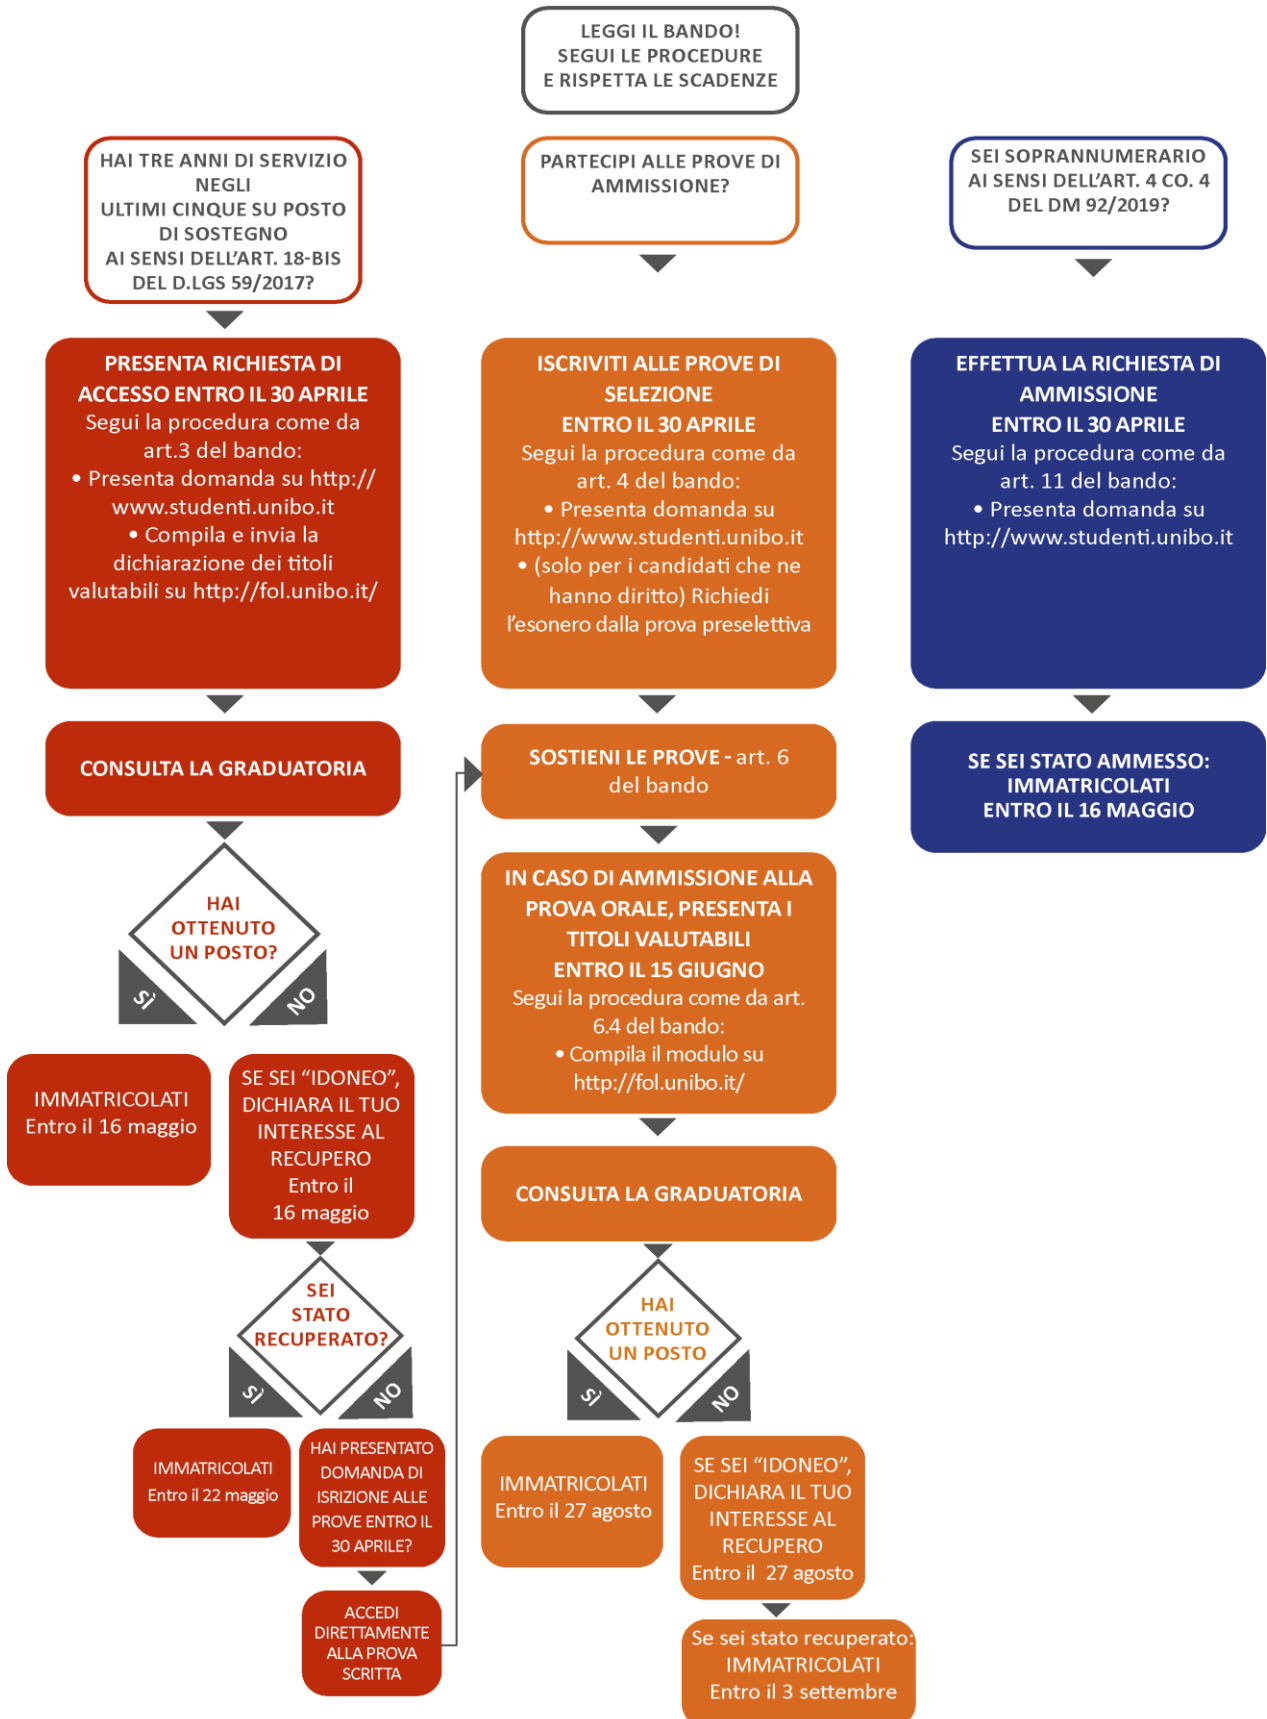 LEGGI IL BANDO!
SEGUI LE PROCEDURE
E RISPETTA LE SCADENZE
HAI TRE ANNI DI SERVIZIO
NEGLI
ULTIMI CINQUE SU POSTO
DI SOSTEGNO
AI SENSI DELL'ART. 18-BIS
DEL D.LGS 59/2017?
PRESENTA RICHIESTA DI
ACCESSO ENTRO IL 30 APRILE
Segui la procedura come da
art.3 del bando:
• Presenta domanda su http://
www.studenti.unibo.it
• Compila e invia la
dichiarazione dei titoli
valutabili su http://fol.unibo.it/
CONSULTA LA GRADUATORIA
HAI
OTTENUTO
UN POSTO?
SÌ
NO
IMMATRICOLATI
Entro il 16 maggio
SE SEI “IDONEO”,
DICHIARA IL TUO
INTERESSE AL
RECUPERO
Entro il
16 maggio
SEI
STATO
RECUPERATO?
SÌ
NO
IMMATRICOLATI
Entro il 22 maggio
HAI PRESENTATO
DOMANDA DI
ISRIZIONE ALLE
PROVE ENTRO IL
30 APRILE?
ACCEDI
DIRETTAMENTE
ALLA PROVA
SCRITTA
PARTECIPI ALLE PROVE DI
AMMISSIONE?
ISCRIVITI ALLE PROVE DI
SELEZIONE
ENTRO IL 30 APRILE
Segui la procedura come da
art. 4 del bando:
• Presenta domanda su
http://www.studenti.unibo.it
• (solo per i candidati che ne
hanno diritto) Richiedi
l'esonero dalla prova preselettiva
SOSTIENI LE PROVE - art. 6
del bando
IN CASO DI AMMISSIONE ALLA
PROVA ORALE, PRESENTA I
TITOLI VALUTABILI
ENTRO IL 15 GIUGNO
Segui la procedura come da art.
6.4 del bando:
• Compila il modulo su
http://fol.unibo.it/
CONSULTA LA GRADUATORIA
HAI
OTTENUTO
UN POSTO
SÌ
NO
IMMATRICOLATI
Entro il 27 agosto
SE SEI “IDONEO”,
DICHIARA IL TUO
INTERESSE AL
RECUPERO
Entro il 27 agosto
Se sei stato recuperato:
IMMATRICOLATI
Entro il 3 settembre
SEI SOPRANNUMERARIO
AI SENSI DELL'ART. 4 CO. 4
DEL DM 92/2019?
EFFETTUA LA RICHIESTA DI
AMMISSIONE
ENTRO IL 30 APRILE
Segui la procedura come da
art. 11 del bando:
• Presenta domanda su
http://www.studenti.unibo.it
SE SEI STATO AMMESSO:
IMMATRICOLATI
ENTRO IL 16 MAGGIO